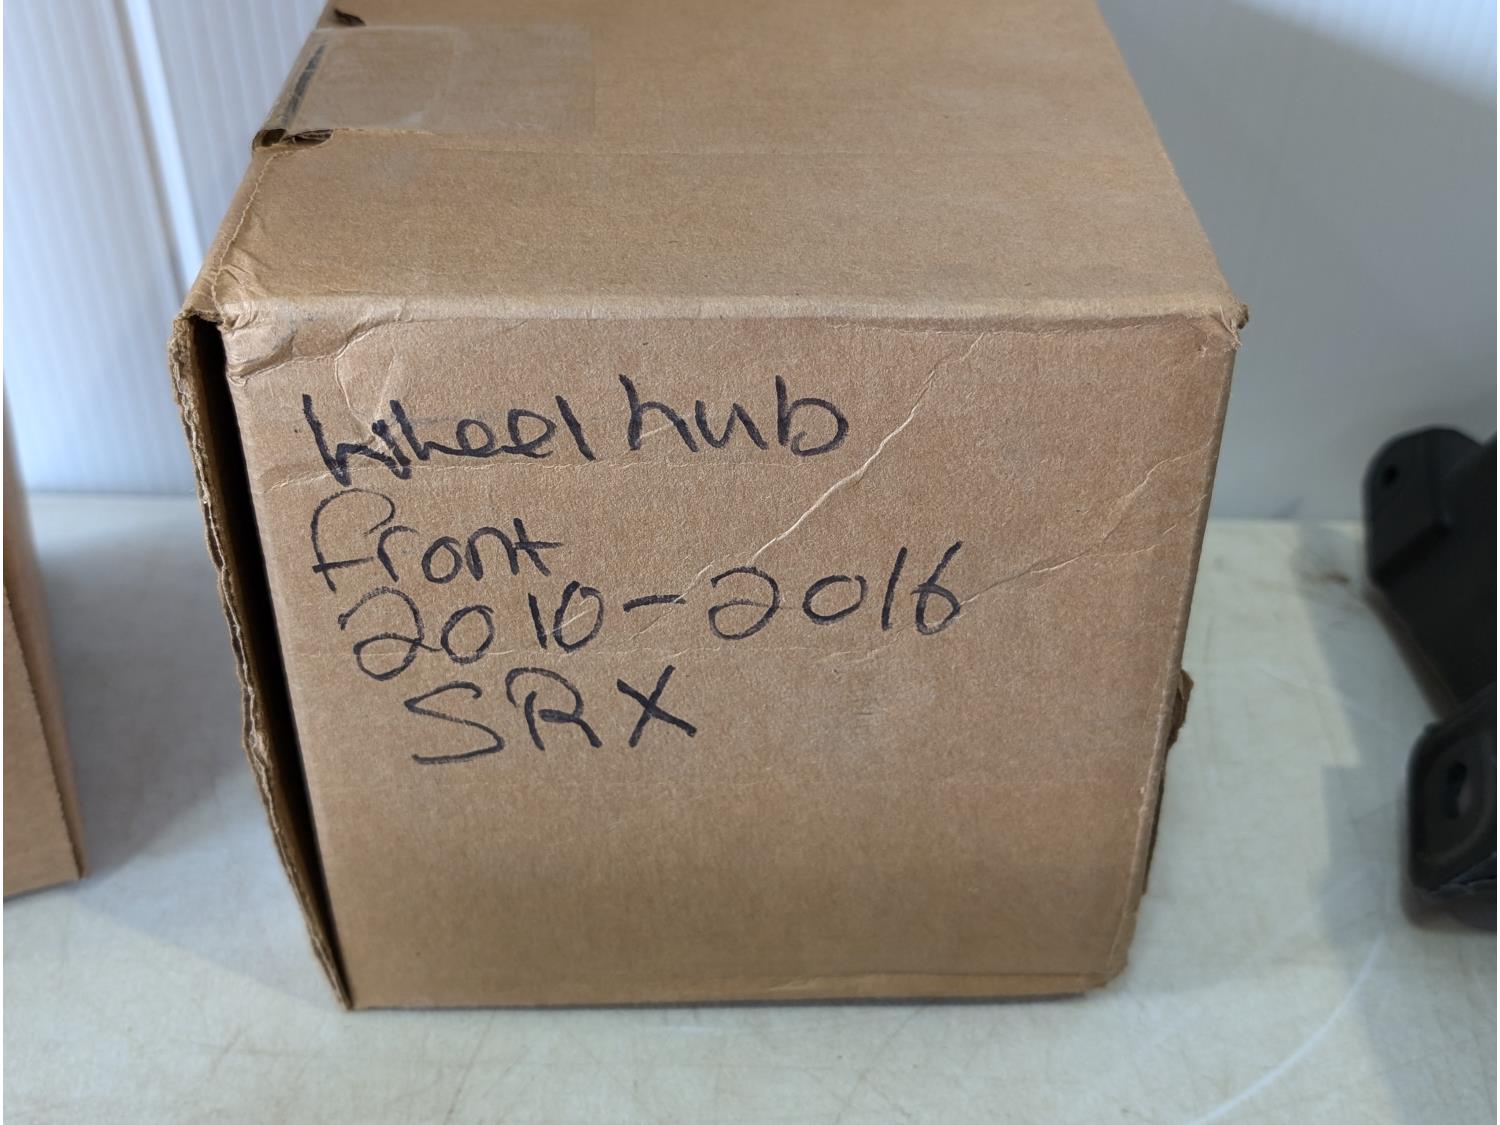 Wheel hub
front
2010-2016
SRX